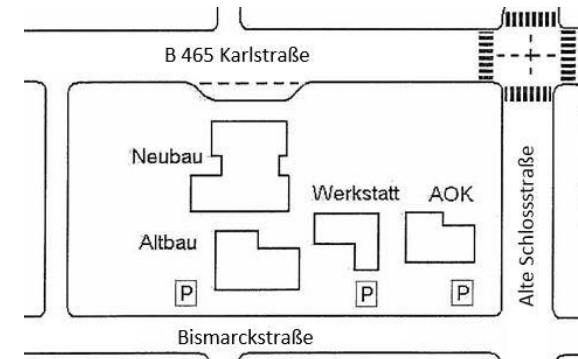 B 465 Karlstraße
Neubau
Werkstatt
AOK
Altbau
Alte Schlossstraße
P
P
P
Bismarckstraße